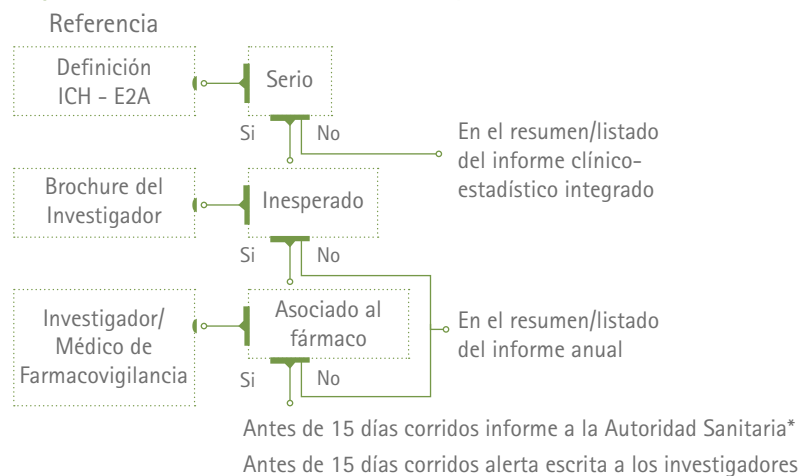 Referencia
Definición
ICH - E2A
Serio
Si
No
En el resumen/listado
del informe clínico-
estadístico integrado
Brochure del
Investigador
Inesperado
Si
No
Investigador/
Médico de
Farmacovigilancia
Asociado al
fármaco
En el resumen/listado
del informe anual
Si
No
Antes de 15 días corridos informe a la Autoridad Sanitaria*
Antes de 15 días corridos alerta escrita a los investigadores